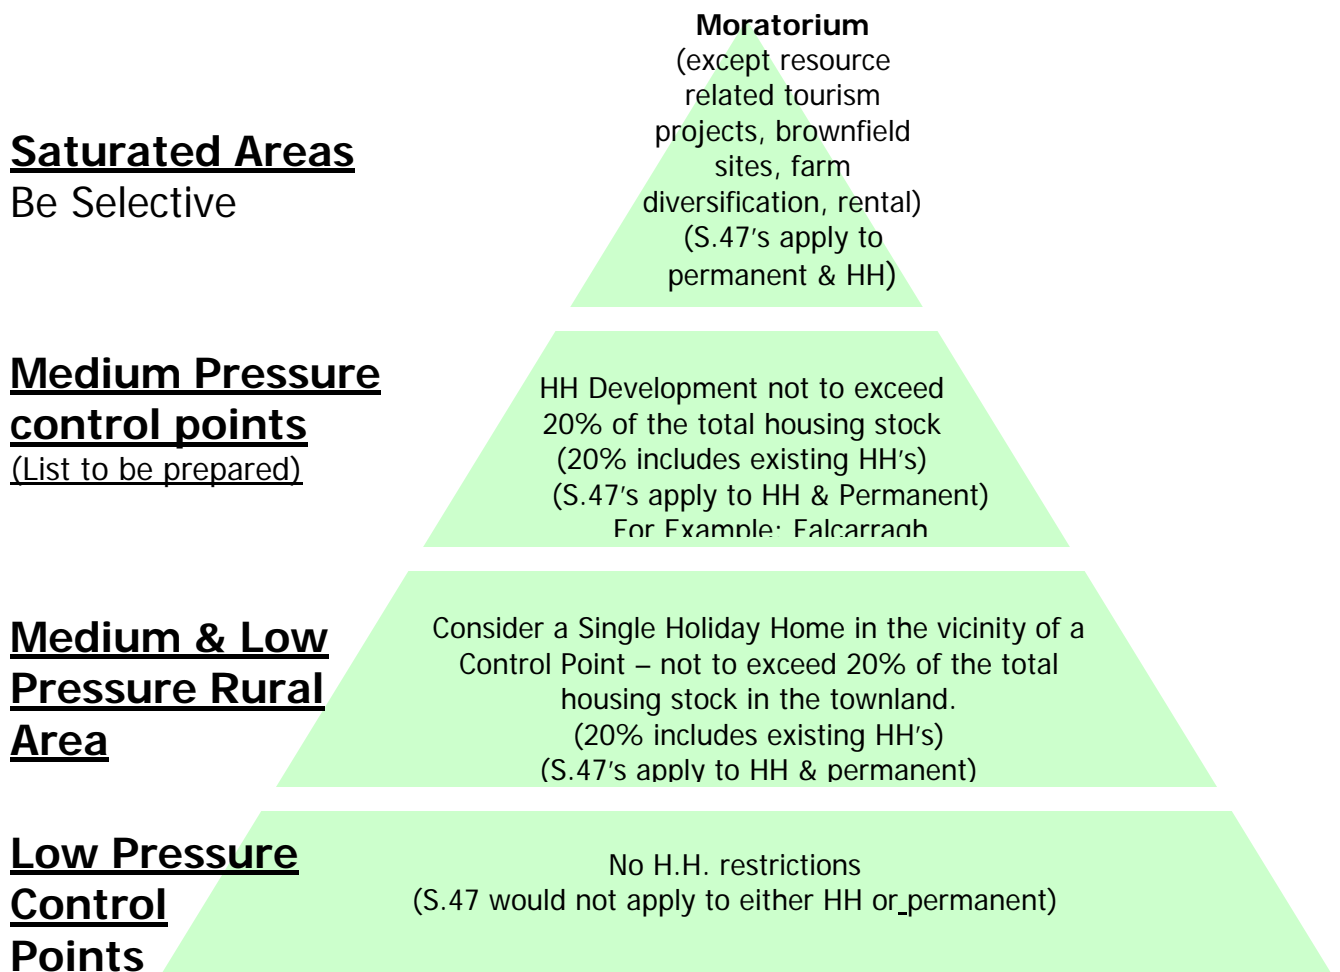 Moratorium
(except resource
related tourism
projects, brownfield
sites, farm
diversification, rental)
(S.47's apply to
permanent & HH)
Saturated Areas
Be Selective
Medium Pressure
control points
(List to be prepared)
HH Development not to exceed
20% of the total housing stock
(20% includes existing HH's)
(S.47's apply to HH & Permanent)
For Example: Falcarragh
Medium & Low
Pressure Rural
Area
Consider a Single Holiday Home in the vicinity of a
Control Point – not to exceed 20% of the total
housing stock in the townland.
(20% includes existing HH's)
(S.47's apply to HH & permanent)
Low Pressure
Control
Points
No H.H. restrictions
(S.47 would not apply to either HH or permanent)